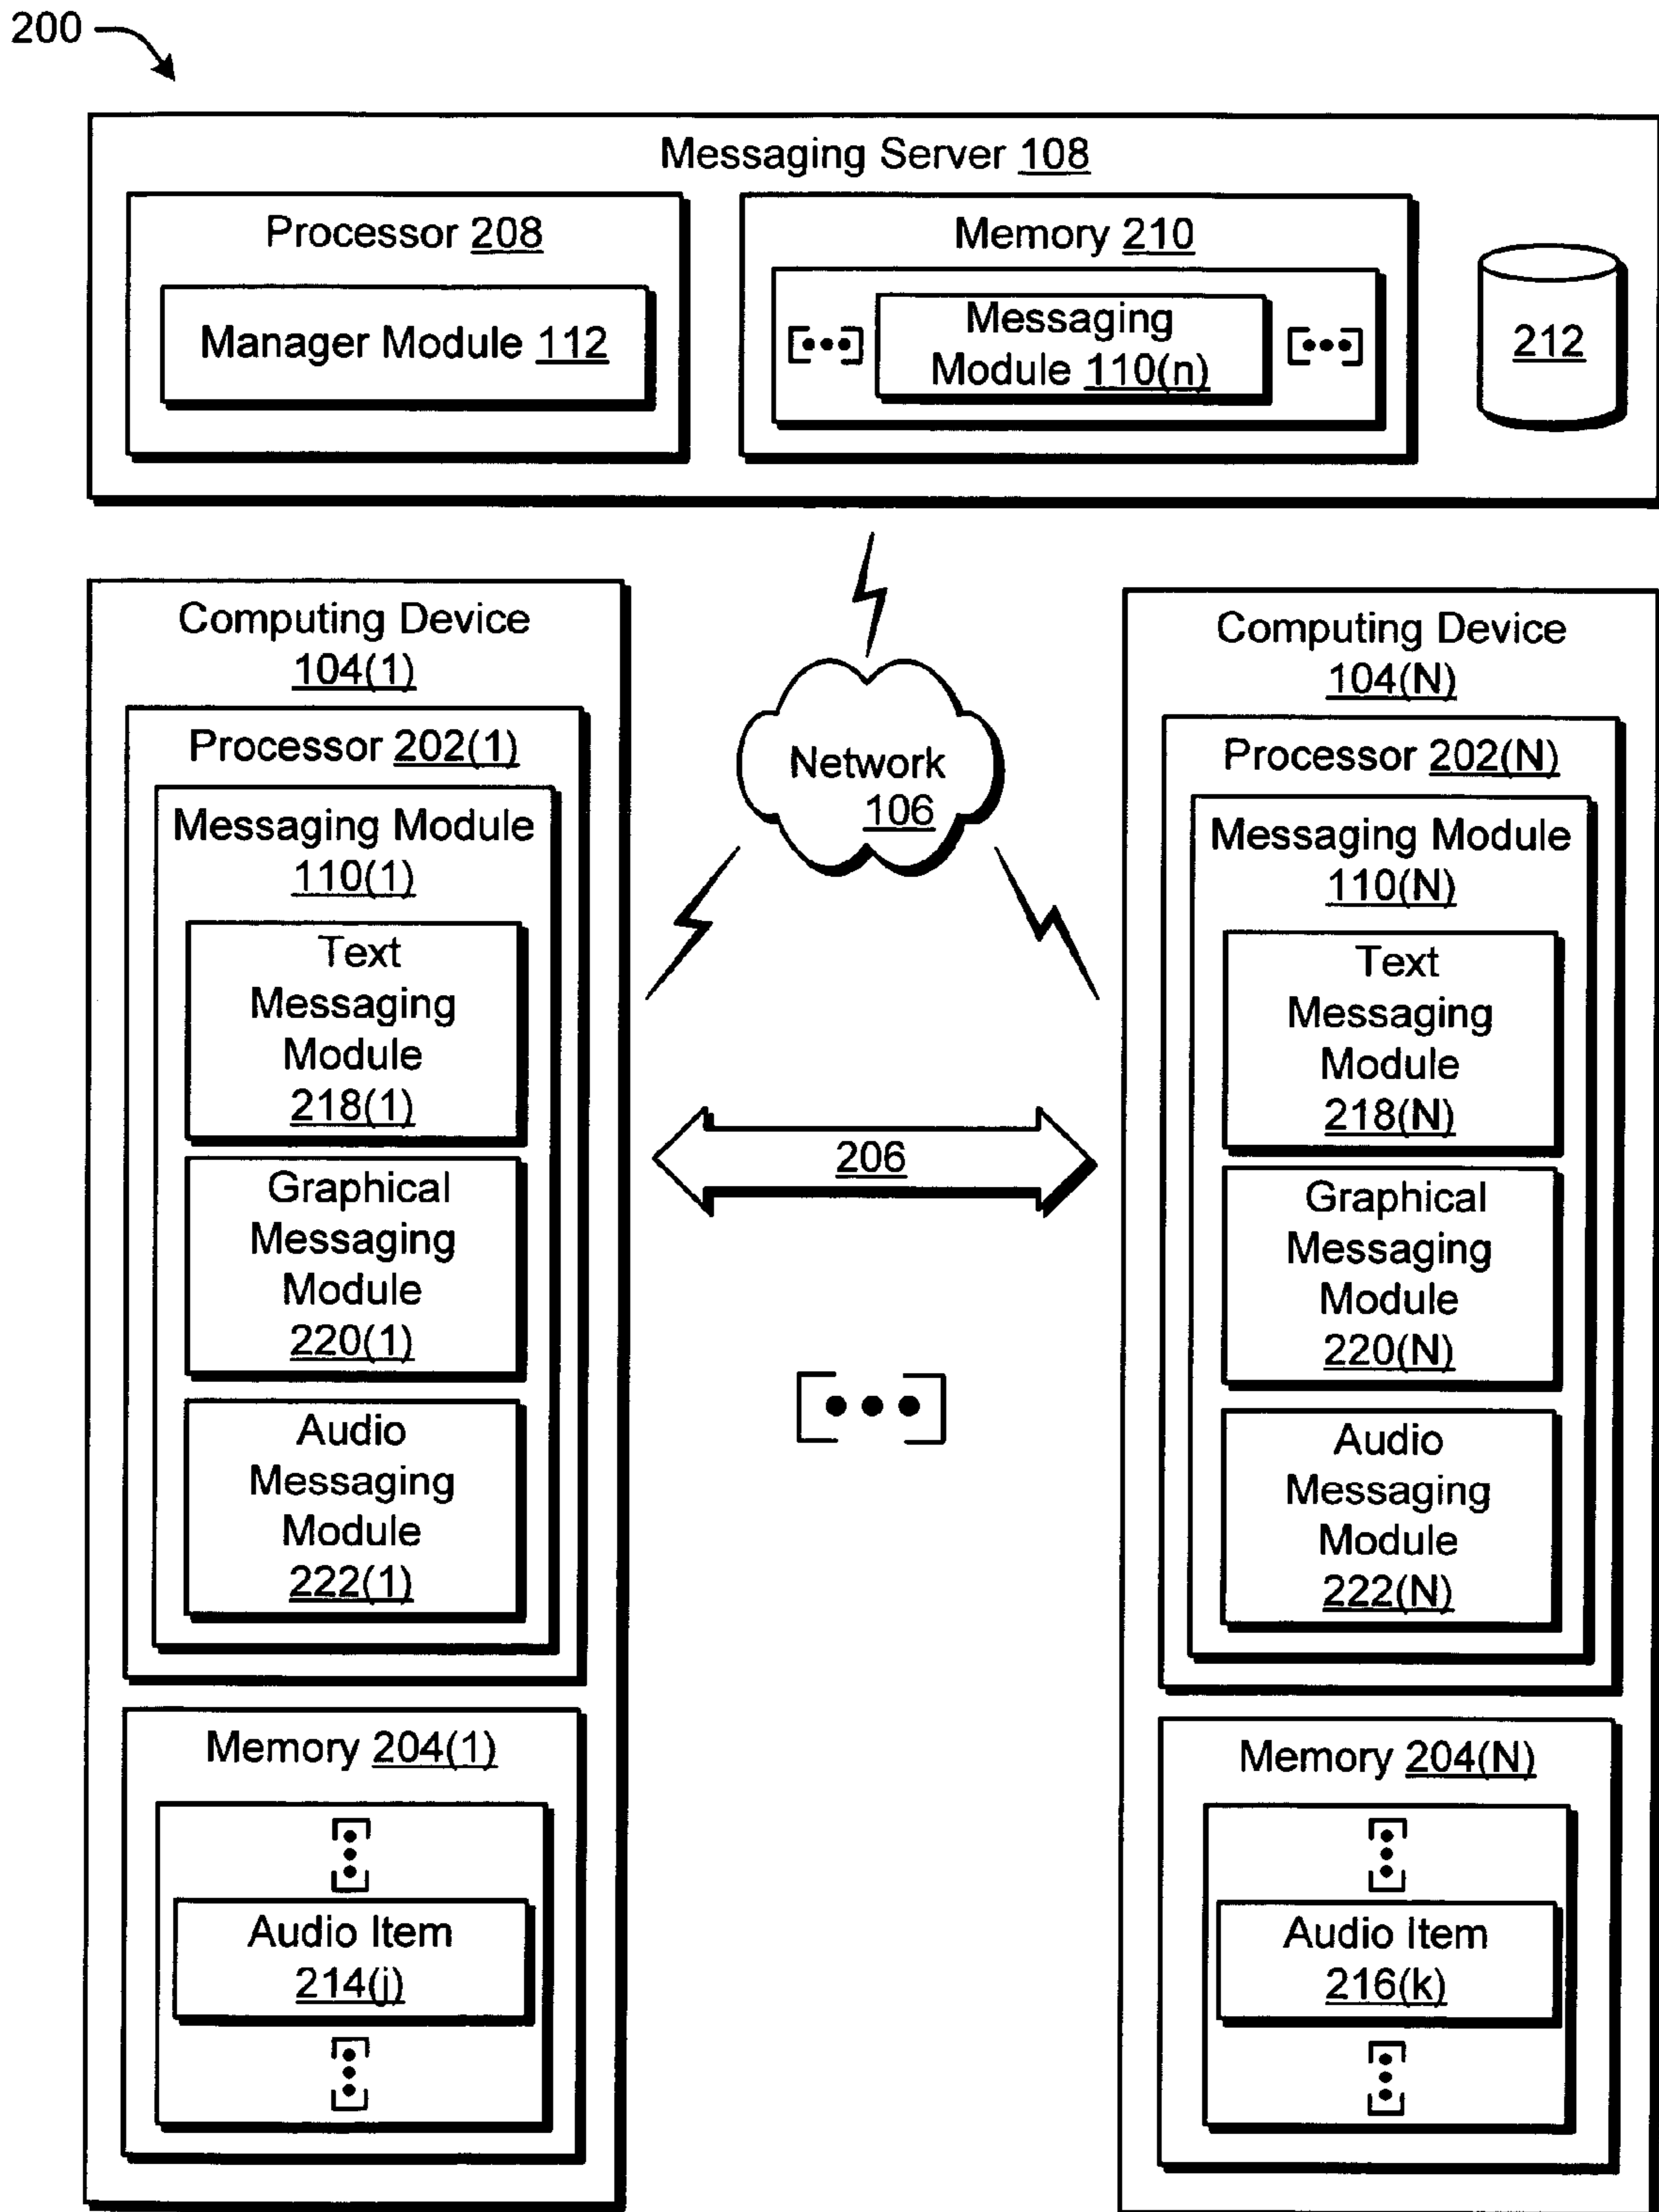 200
Messaging Server 108
Processor 208
Manager Module 112
Memory 210
[•••]
Messaging
Module 110(n)
[•••]
212
Computing Device
104(1)
Processor 202(1)
Messaging Module
110(1)
Text
Messaging
Module
218(1)
Graphical
Messaging
Module
220(1)
Audio
Messaging
Module
222(1)
Memory 204(1)
[•••]
Audio Item
214(j)
[•••]
Network
106
206
[•••]
Computing Device
104(N)
Processor 202(N)
Messaging Module
110(N)
Text
Messaging
Module
218(N)
Graphical
Messaging
Module
220(N)
Audio
Messaging
Module
222(N)
Memory 204(N)
[•••]
Audio Item
216(k)
[•••]